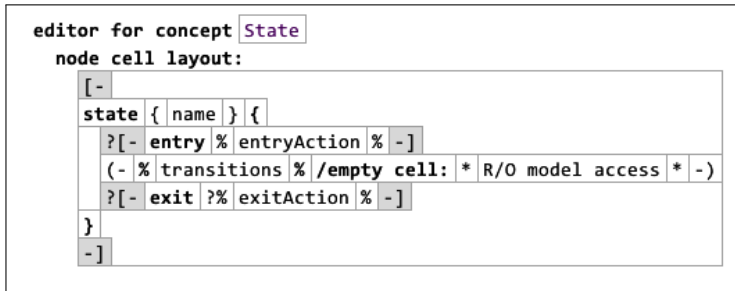 editor for concept State
node cell layout:
[-
state { name } {
?[- entry % entryAction % -]
(- % transitions % /empty cell: * R/O model access * -)
?[- exit ?% exitAction % -]
}
-]